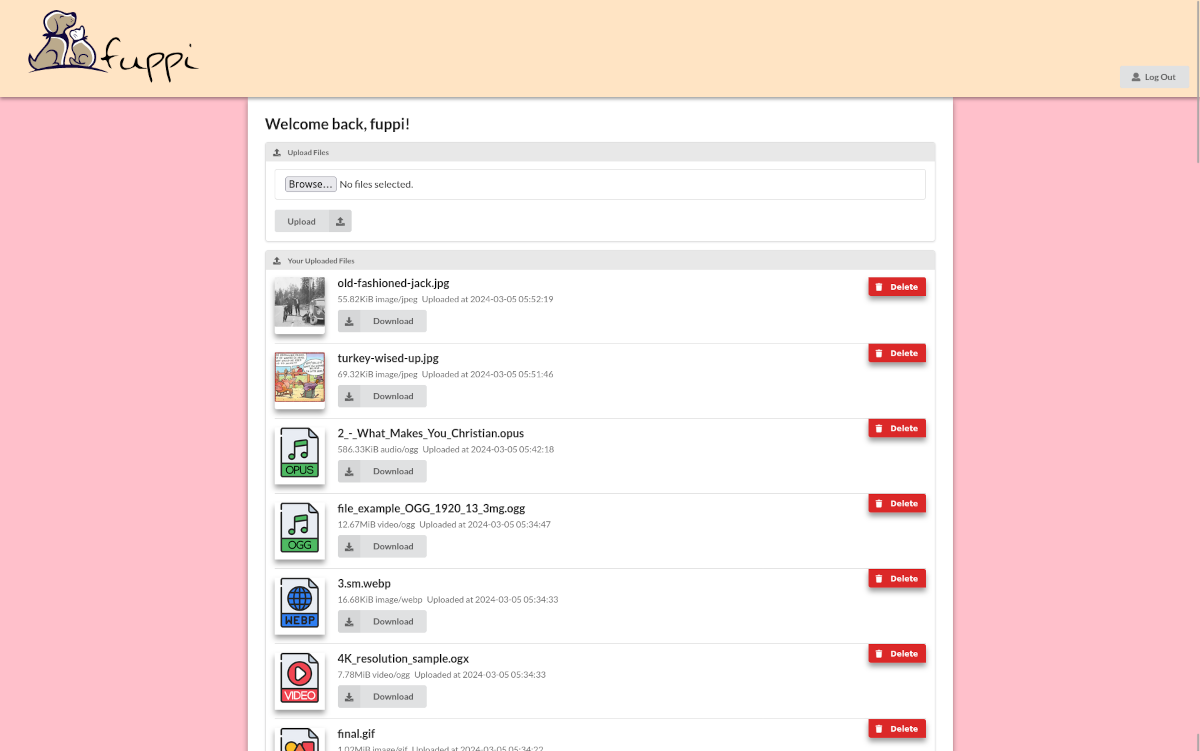 fuppi
Log Out
Welcome back, fuppi!
Upload Files
Browse... No files selected.
Upload
Your Uploaded Files
old-fashioned-jack.jpg
Delete
55.82KiB image/jpeg Uploaded at 2024-03-05 05:52:19
Download
turkey-wised-up.jpg
Delete
69.32KiB image/jpeg Uploaded at 2024-03-05 05:51:46
Download
2_-_What_Makes_You_Christian.opus
Delete
586.33KiB audio/ogg Uploaded at 2024-03-05 05:42:18
OPUS
Download
file_example_OGG_1920_13_3mg.ogg
Delete
12.67MiB video/ogg Uploaded at 2024-03-05 05:34:47
OGG
Download
3.sm.webp
Delete
16.68KiB image/webp Uploaded at 2024-03-05 05:34:33
WEBP
Download
4K_resolution_sample.ogx
Delete
7.78MiB video/ogg Uploaded at 2024-03-05 05:34:33
VIDEO
Download
final.gif
Delete
1.02MiB image/gif Uploaded at 2024-03-05 05:34:22